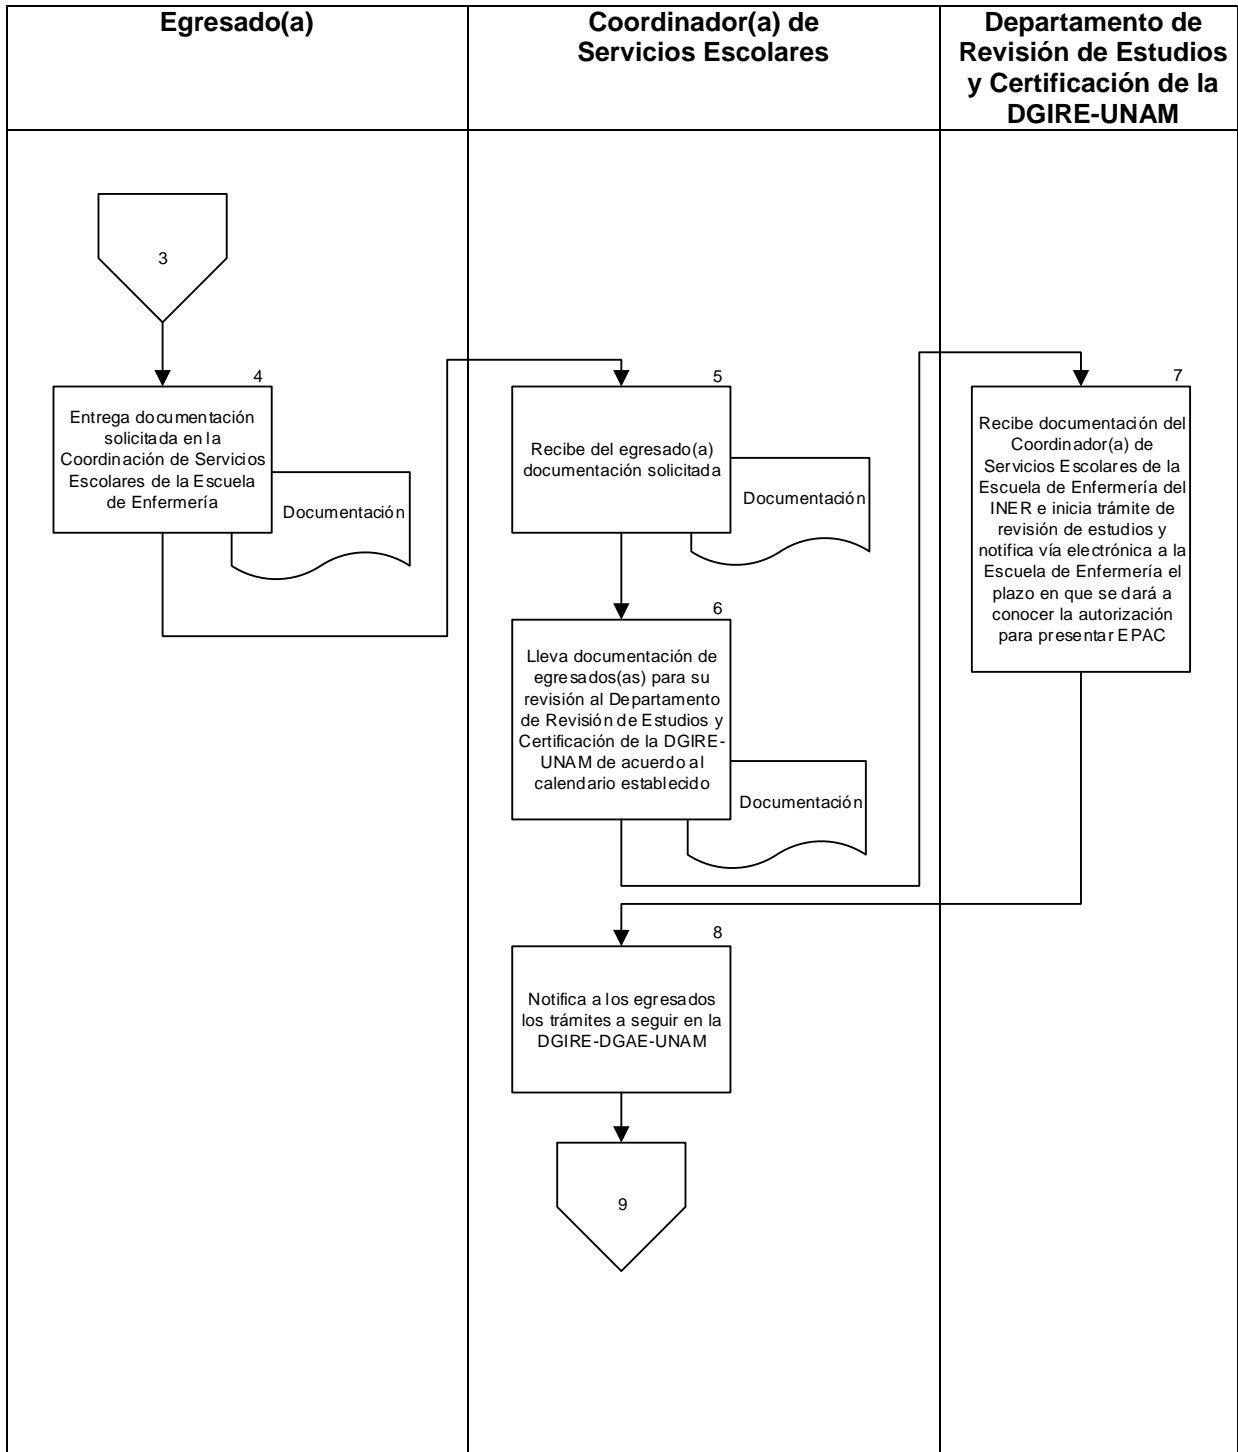 Egresado(a)
Coordinador(a) de
Servicios Escolares
Departamento de
Revisión de Estudios
y Certificación de la
DGIRE-UNAM
3
4
Entrega documentación
solicitada en la
Coordinación de Servicios
Escolares de la Escuela
de Enfermería
Documentación
5
Recibe del egresado(a)
documentación solicitada
Documentación
6
Lleva documentación de
egresados(as) para su
revisión al Departamento
de Revisión de Estudios y
Certificación de la DGIRE-
UNAM de acuerdo al
calendario establecido
Documentación
7
Recibe documentación del
Coordinador(a) de
Servicios Escolares de la
Escuela de Enfermería del
INER e inicia trámite de
revisión de estudios y
notifica vía electrónica a la
Escuela de Enfermería el
plazo en que se dará a
conocer la autorización
para presentar EPAC
8
Notifica a los egresados
los trámites a seguir en la
DGIRE-DGAE-UNAM
9